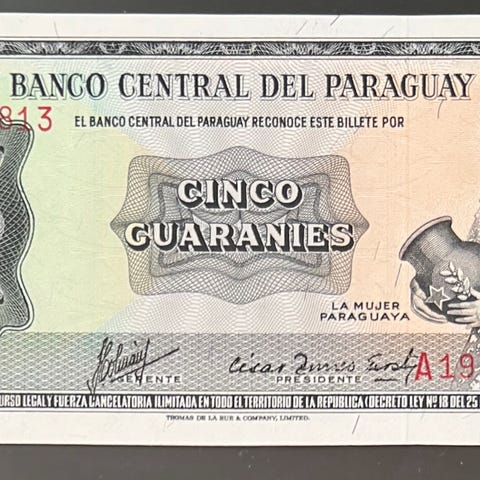 BANCO CENTRAL DEL PARAGUAY
813
EL BANCO CENTRAL DEL PARAGUAY RECONOCE ESTE BILLETE POR
CINCO
GUARANIES
LA MUJER
PARAGUAYA
GERENTE
PRESIDENTE
A19
URSO LEGAL Y FUERZA CANCELATORIA ILIMITADA EN TODO EL TERRITORIO DE LA REPUBLICA (DECRETO LEY Nº 18 DEL 25
THOMAS DE LA RUE & COMPANY, LIMITED.